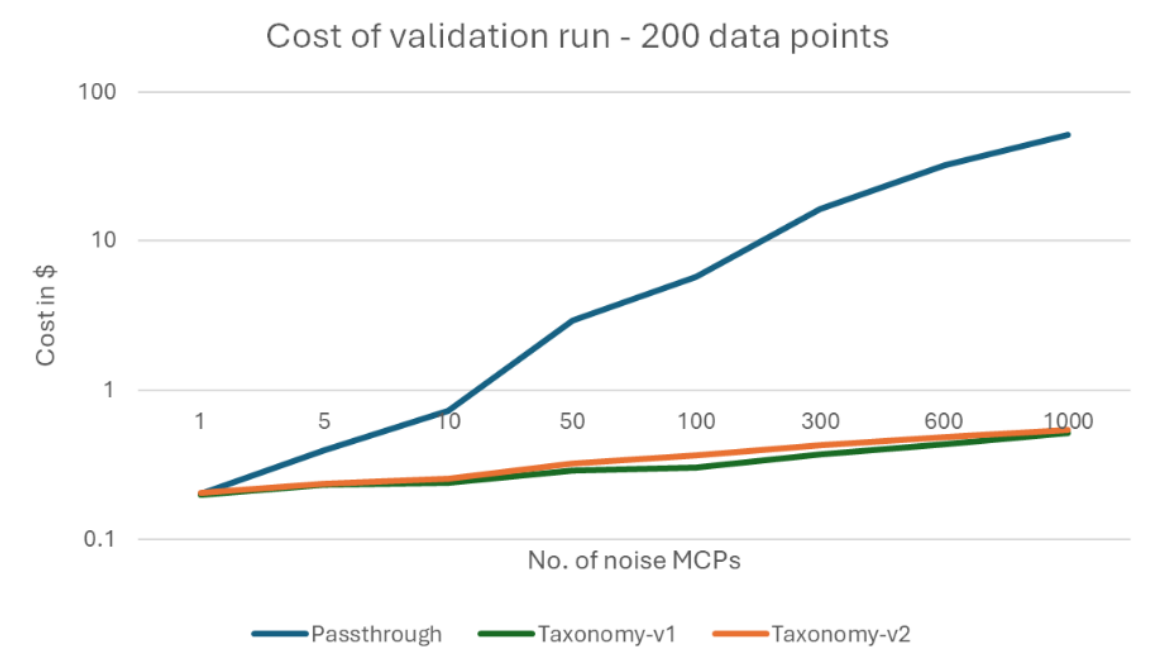 Cost of validation run - 200 data points
100
10
1
0.1
Cost in $
1 5 10 50 100 300 600 1000
No. of noise MCPs
Passthrough Taxonomy-v1 Taxonomy-v2